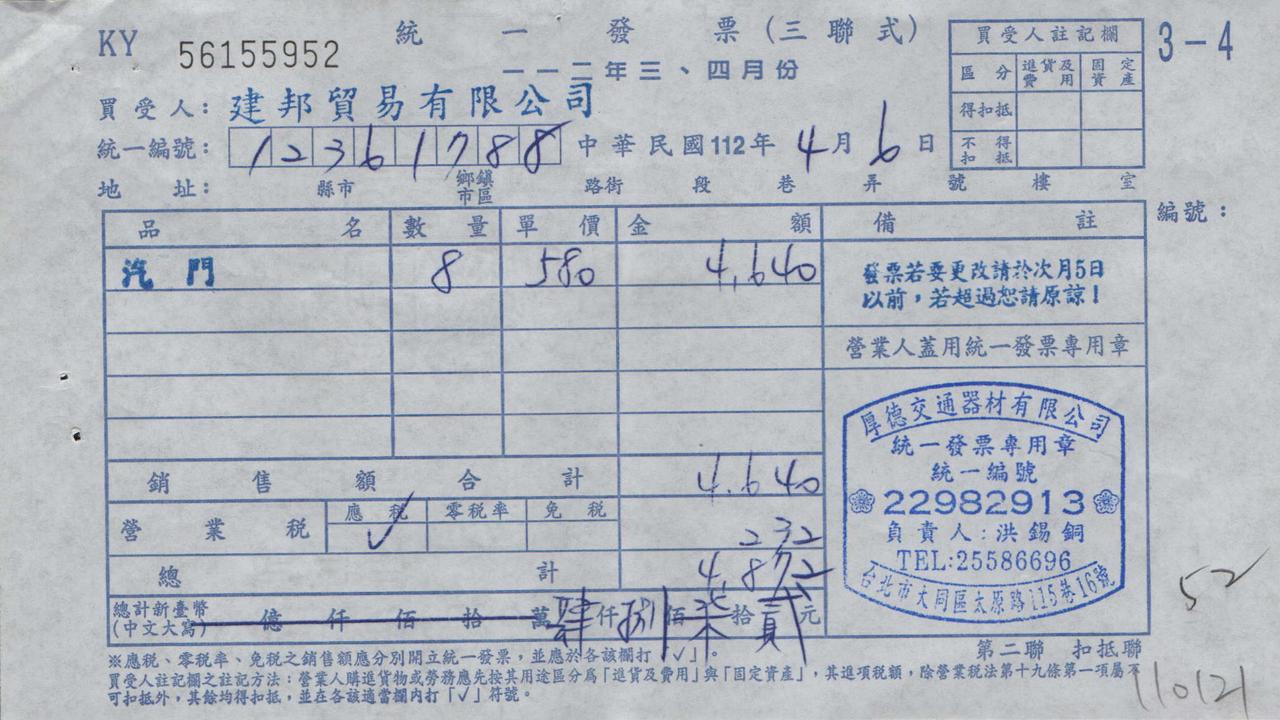 KY 56155952
統一發票(三聯式)
一一二年三、四月份
買受人註記欄
區分 進貨及費用 固定資產
得扣抵
不得扣抵
3-4
買受人: 建邦貿易有限公司
統一編號: 12361788 中華民國112年4月6日
地址: 縣市 鄉鎮市區 路街 段 巷 弄 號 樓 室
編號:
品名 數量 單價 金額 備註
汽門 8 580 4,640
發票若要更改請於次月5日
以前,若超過恕請原諒!
營業人蓋用統一發票專用章
厚德交通器材有限公司
統一發票專用章
統一編號
22982913
負責人:洪錫銅
TEL:25586696
台北市大同區太原路115巷16號
銷售額合計 4.640
營業稅 應稅 ✓ 零稅率 免稅 232
總計 4,872
總計新臺幣
(中文大寫) 億仟佰拾萬肆仟捌佰柒拾貳元
52
第二聯 扣抵聯
※應稅、零稅率、免稅之銷售額應分別開立統一發票,並應於各該欄打「√」。
買受人註記欄之註記方法:營業人購進貨物或勞務應先按其用途區分為「進貨及費用」與「固定資產」,其進項稅額,除營業稅法第十九條第一項屬不
可扣抵外,其餘均得扣抵,並在各該適當欄內打「√」符號。
110121